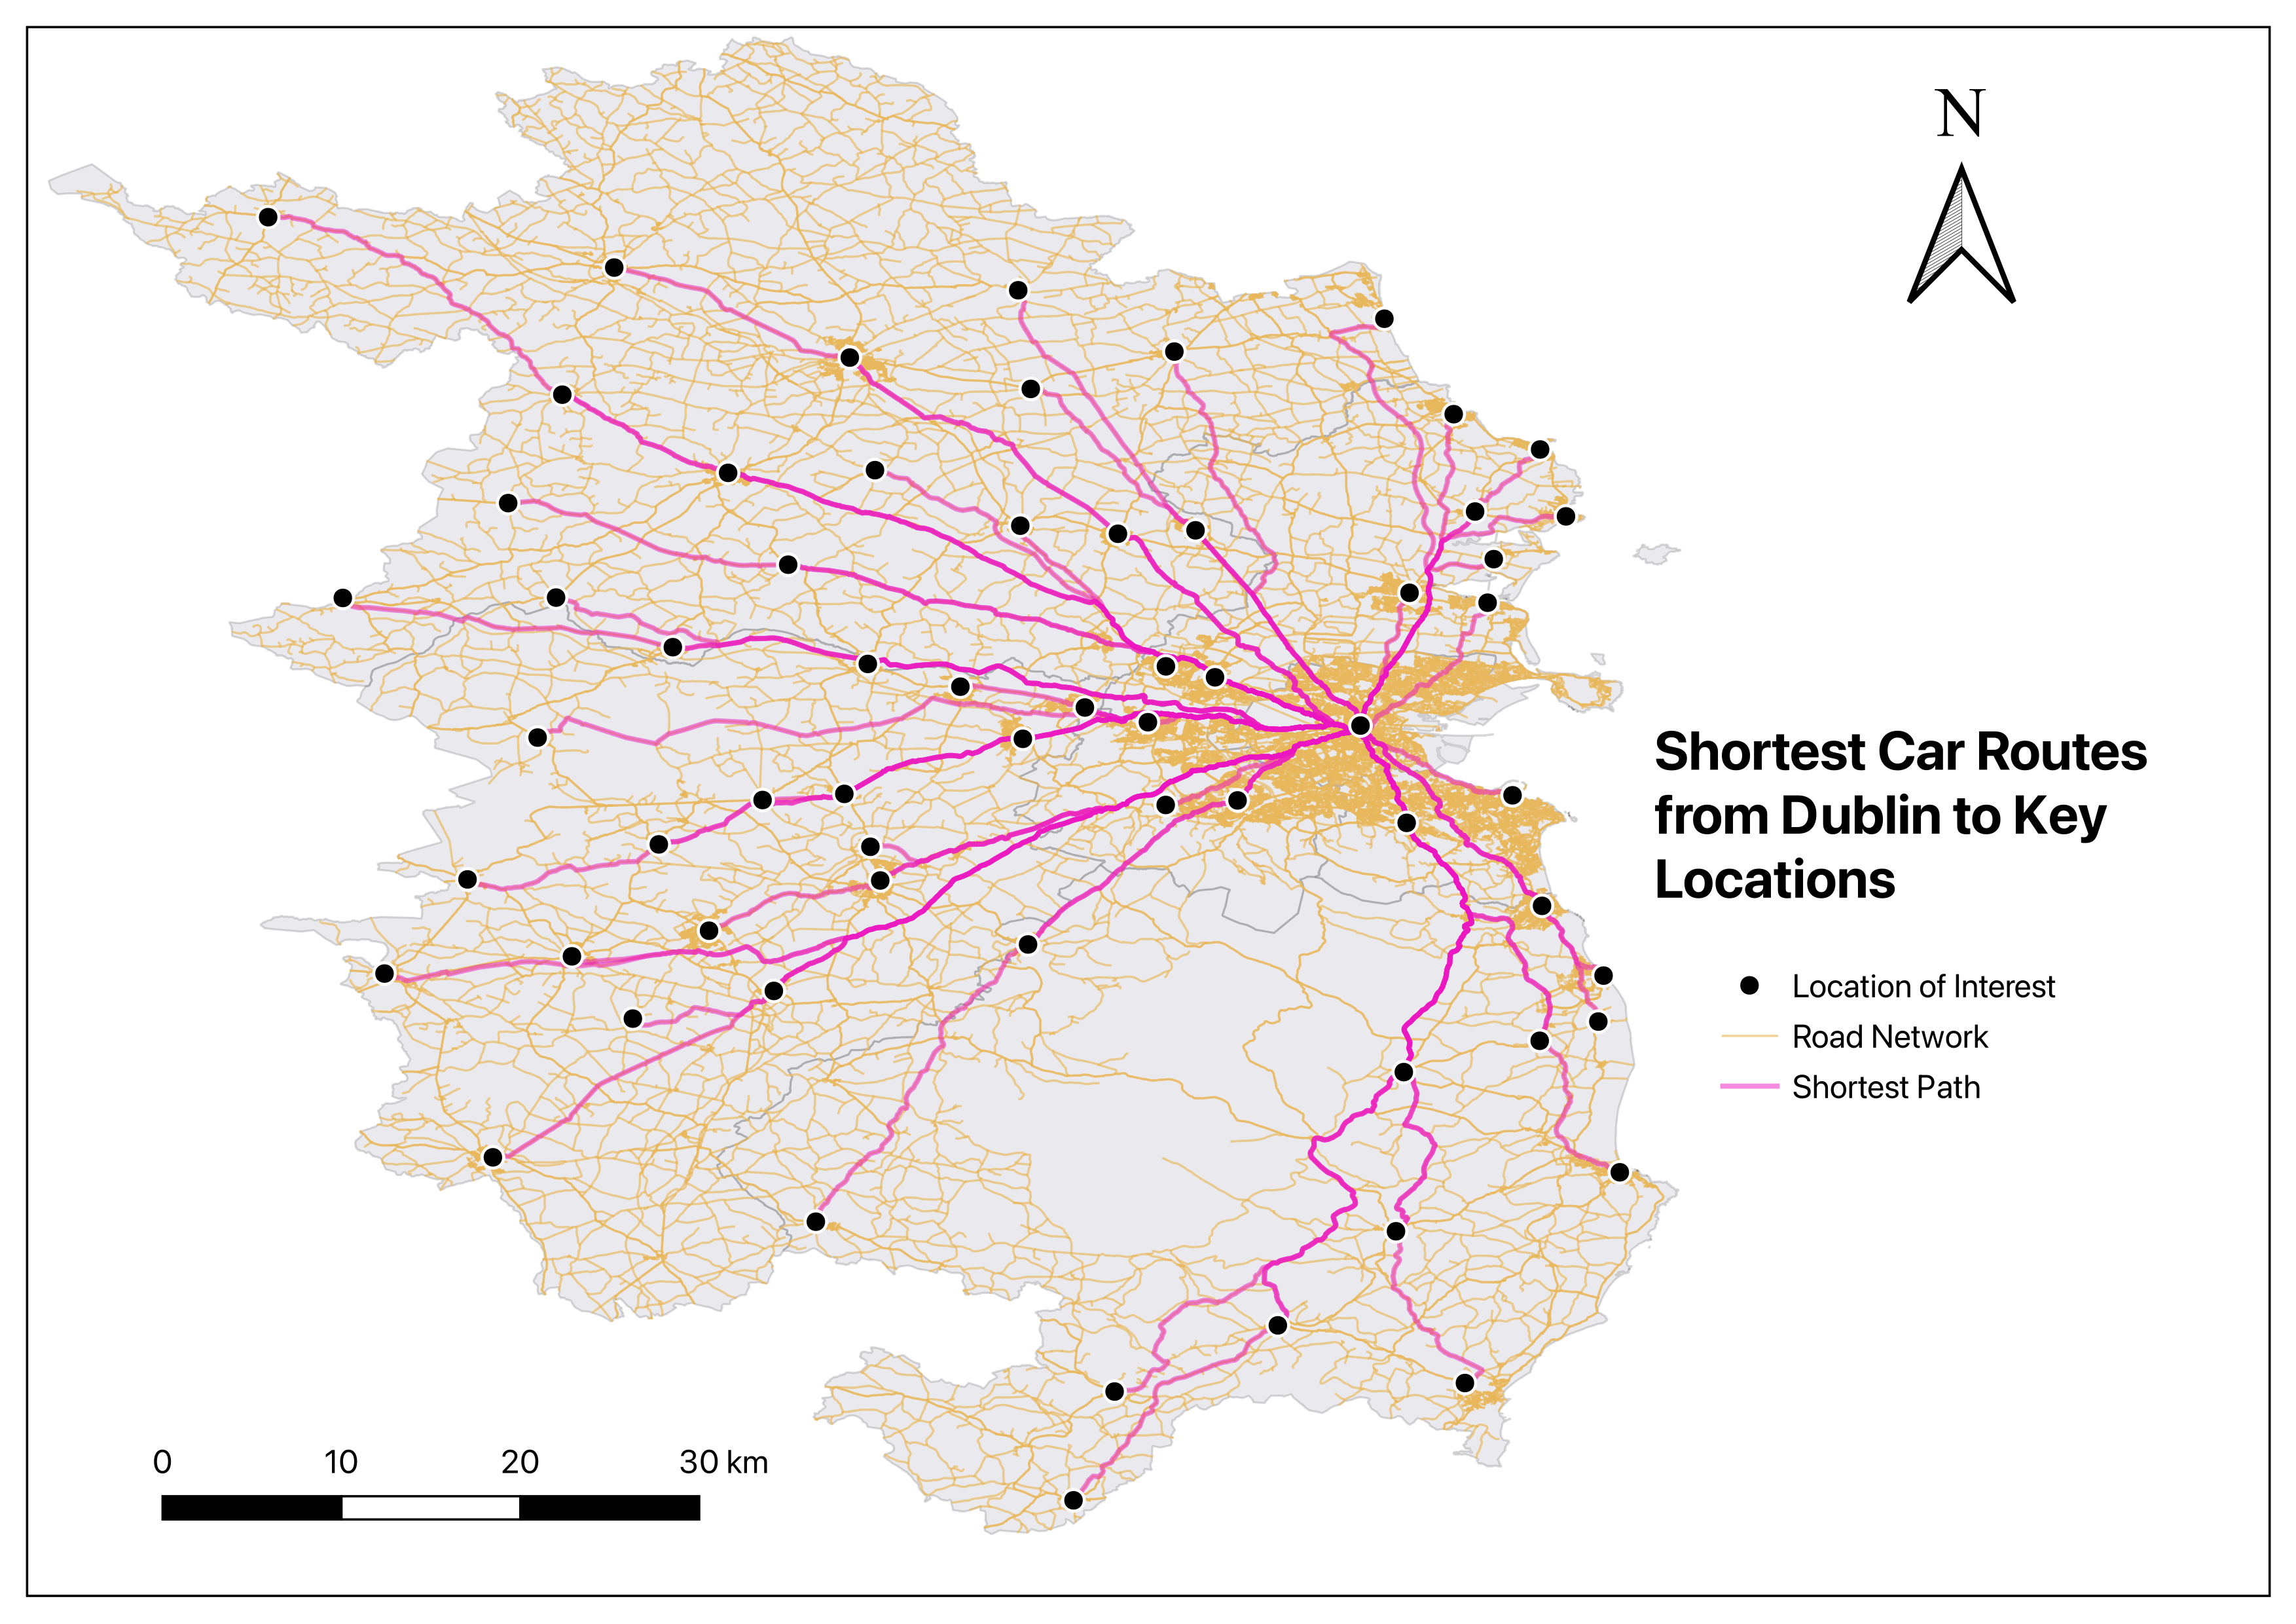 N
Shortest Car Routes
from Dublin to Key
Locations
Location of Interest
Road Network
Shortest Path
0 10 20 30 km